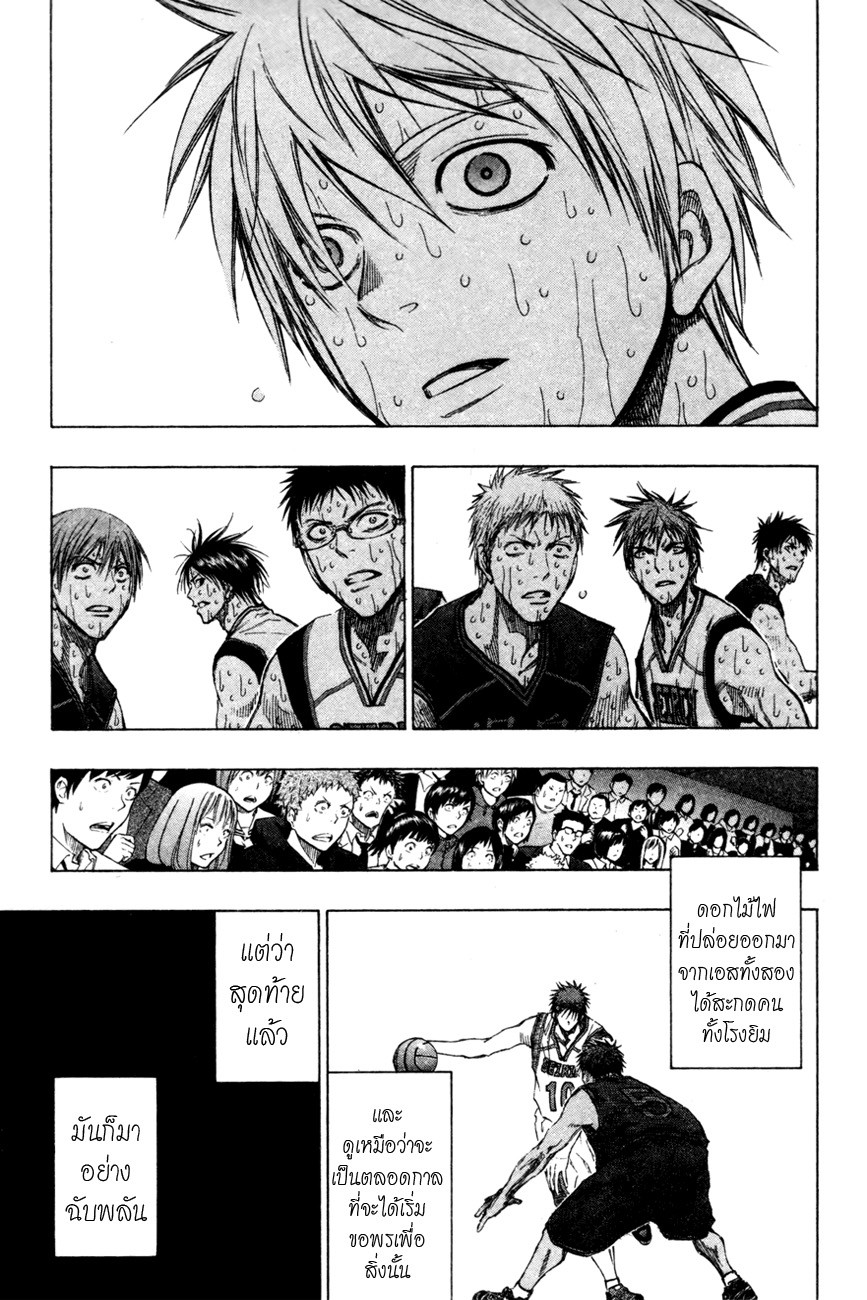 ดอกไม้ไฟ
ที่ปล่อยออกมา
จากเอสทั้งสอง
ได้สะกดคน
ทั้งโรงยิม
และ
ดูเหมือว่าจะ
เป็นตลอดกาล
ที่จะได้เริ่ม
ขอพรเพื่อ
สิ่งนั้น
แต่ว่า
สุดท้าย
แล้ว
มันก็มา
อย่าง
ฉับพลัน
SEIRIN
10
5